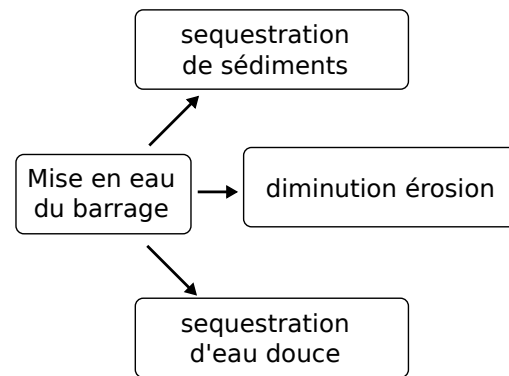 sequestration
de sédiments
Mise en eau
du barrage
diminution érosion
sequestration
d'eau douce